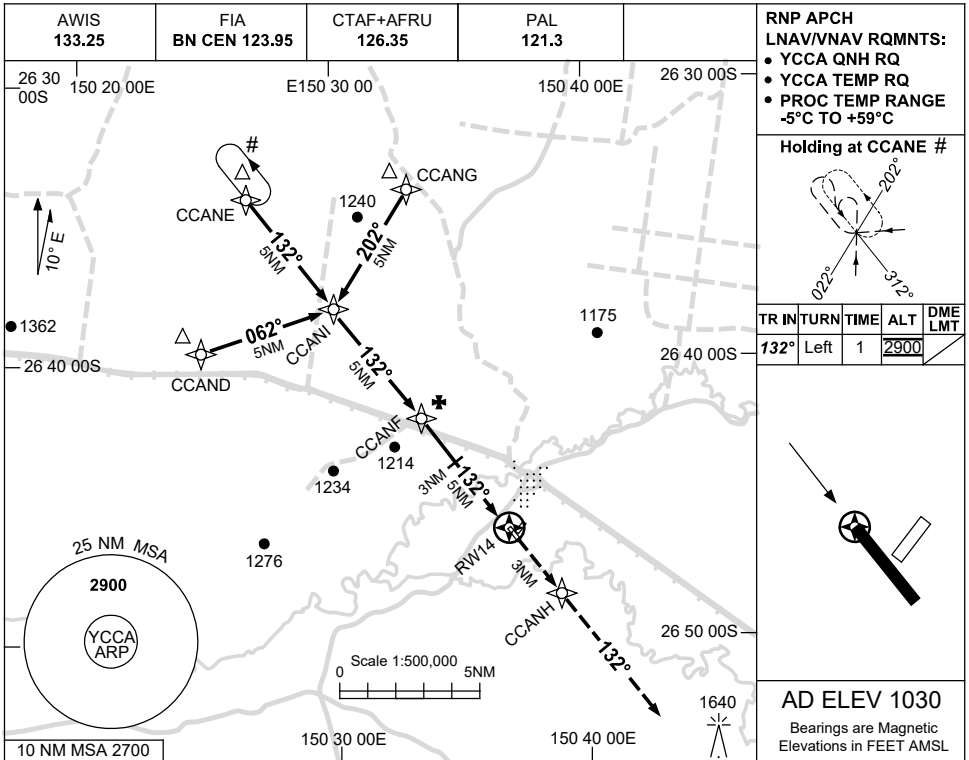 AWIS
133.25
FIA
BN CEN 123.95
CTAF+AFRU
126.35
PAL
121.3
RNP APCH
LNAV/VNAV RQMNTS:
• YCCA QNH RQ
• YCCA TEMP RQ
• PROC TEMP RANGE
-5°C TO +59°C
26 30
00S
150 20 00E
E150 30 00
150 40 00E
26 30 00S
#
CCANG
CCANE
1240
10° E
132°
5NM
202°
5NM
1362
062°
5NM
CCANI
1175
CCAND
132°
5NM
26 40 00S
26 40 00S
CCANF
1214
1234
3NM
132°
5NM
1276
RW14
3NM
CCANH
132°
26 50 00S
25 NM MSA
2900
YCCA
ARP
Scale 1:500,000
0
5NM
1640
150 30 00E
150 40 00E
10 NM MSA 2700
Holding at CCANE #
202°
022°
312°
TR IN
TURN
TIME
ALT
DME
LMT
132°
Left
1
2900
AD ELEV 1030
Bearings are Magnetic
Elevations in FEET AMSL